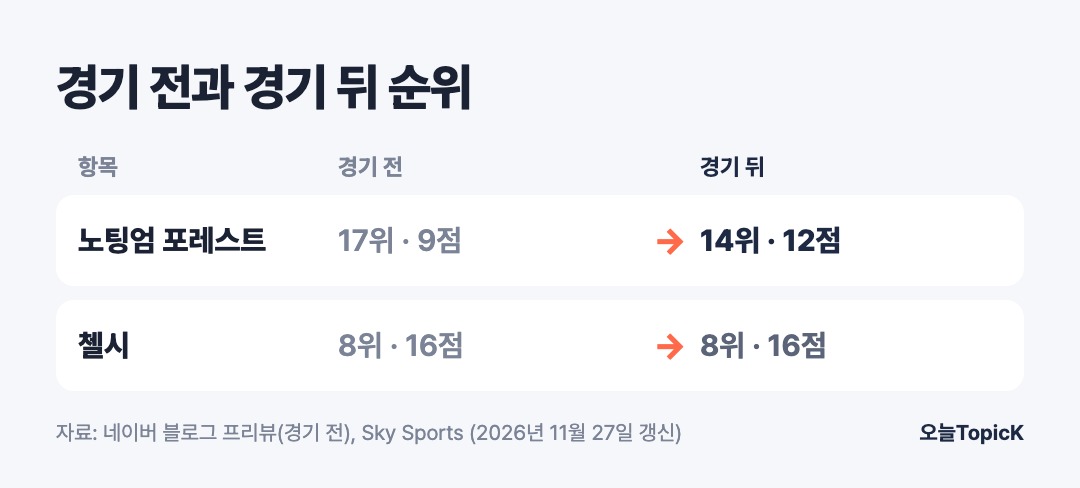 경기 전과 경기 뒤 순위
항목 경기 전 경기 뒤
노팅엄 포레스트 17위 · 9점 → 14위 · 12점
첼시 8위 · 16점 → 8위 · 16점
자료: 네이버 블로그 프리뷰(경기 전), Sky Sports (2026년 11월 27일 갱신) 오늘TopicK